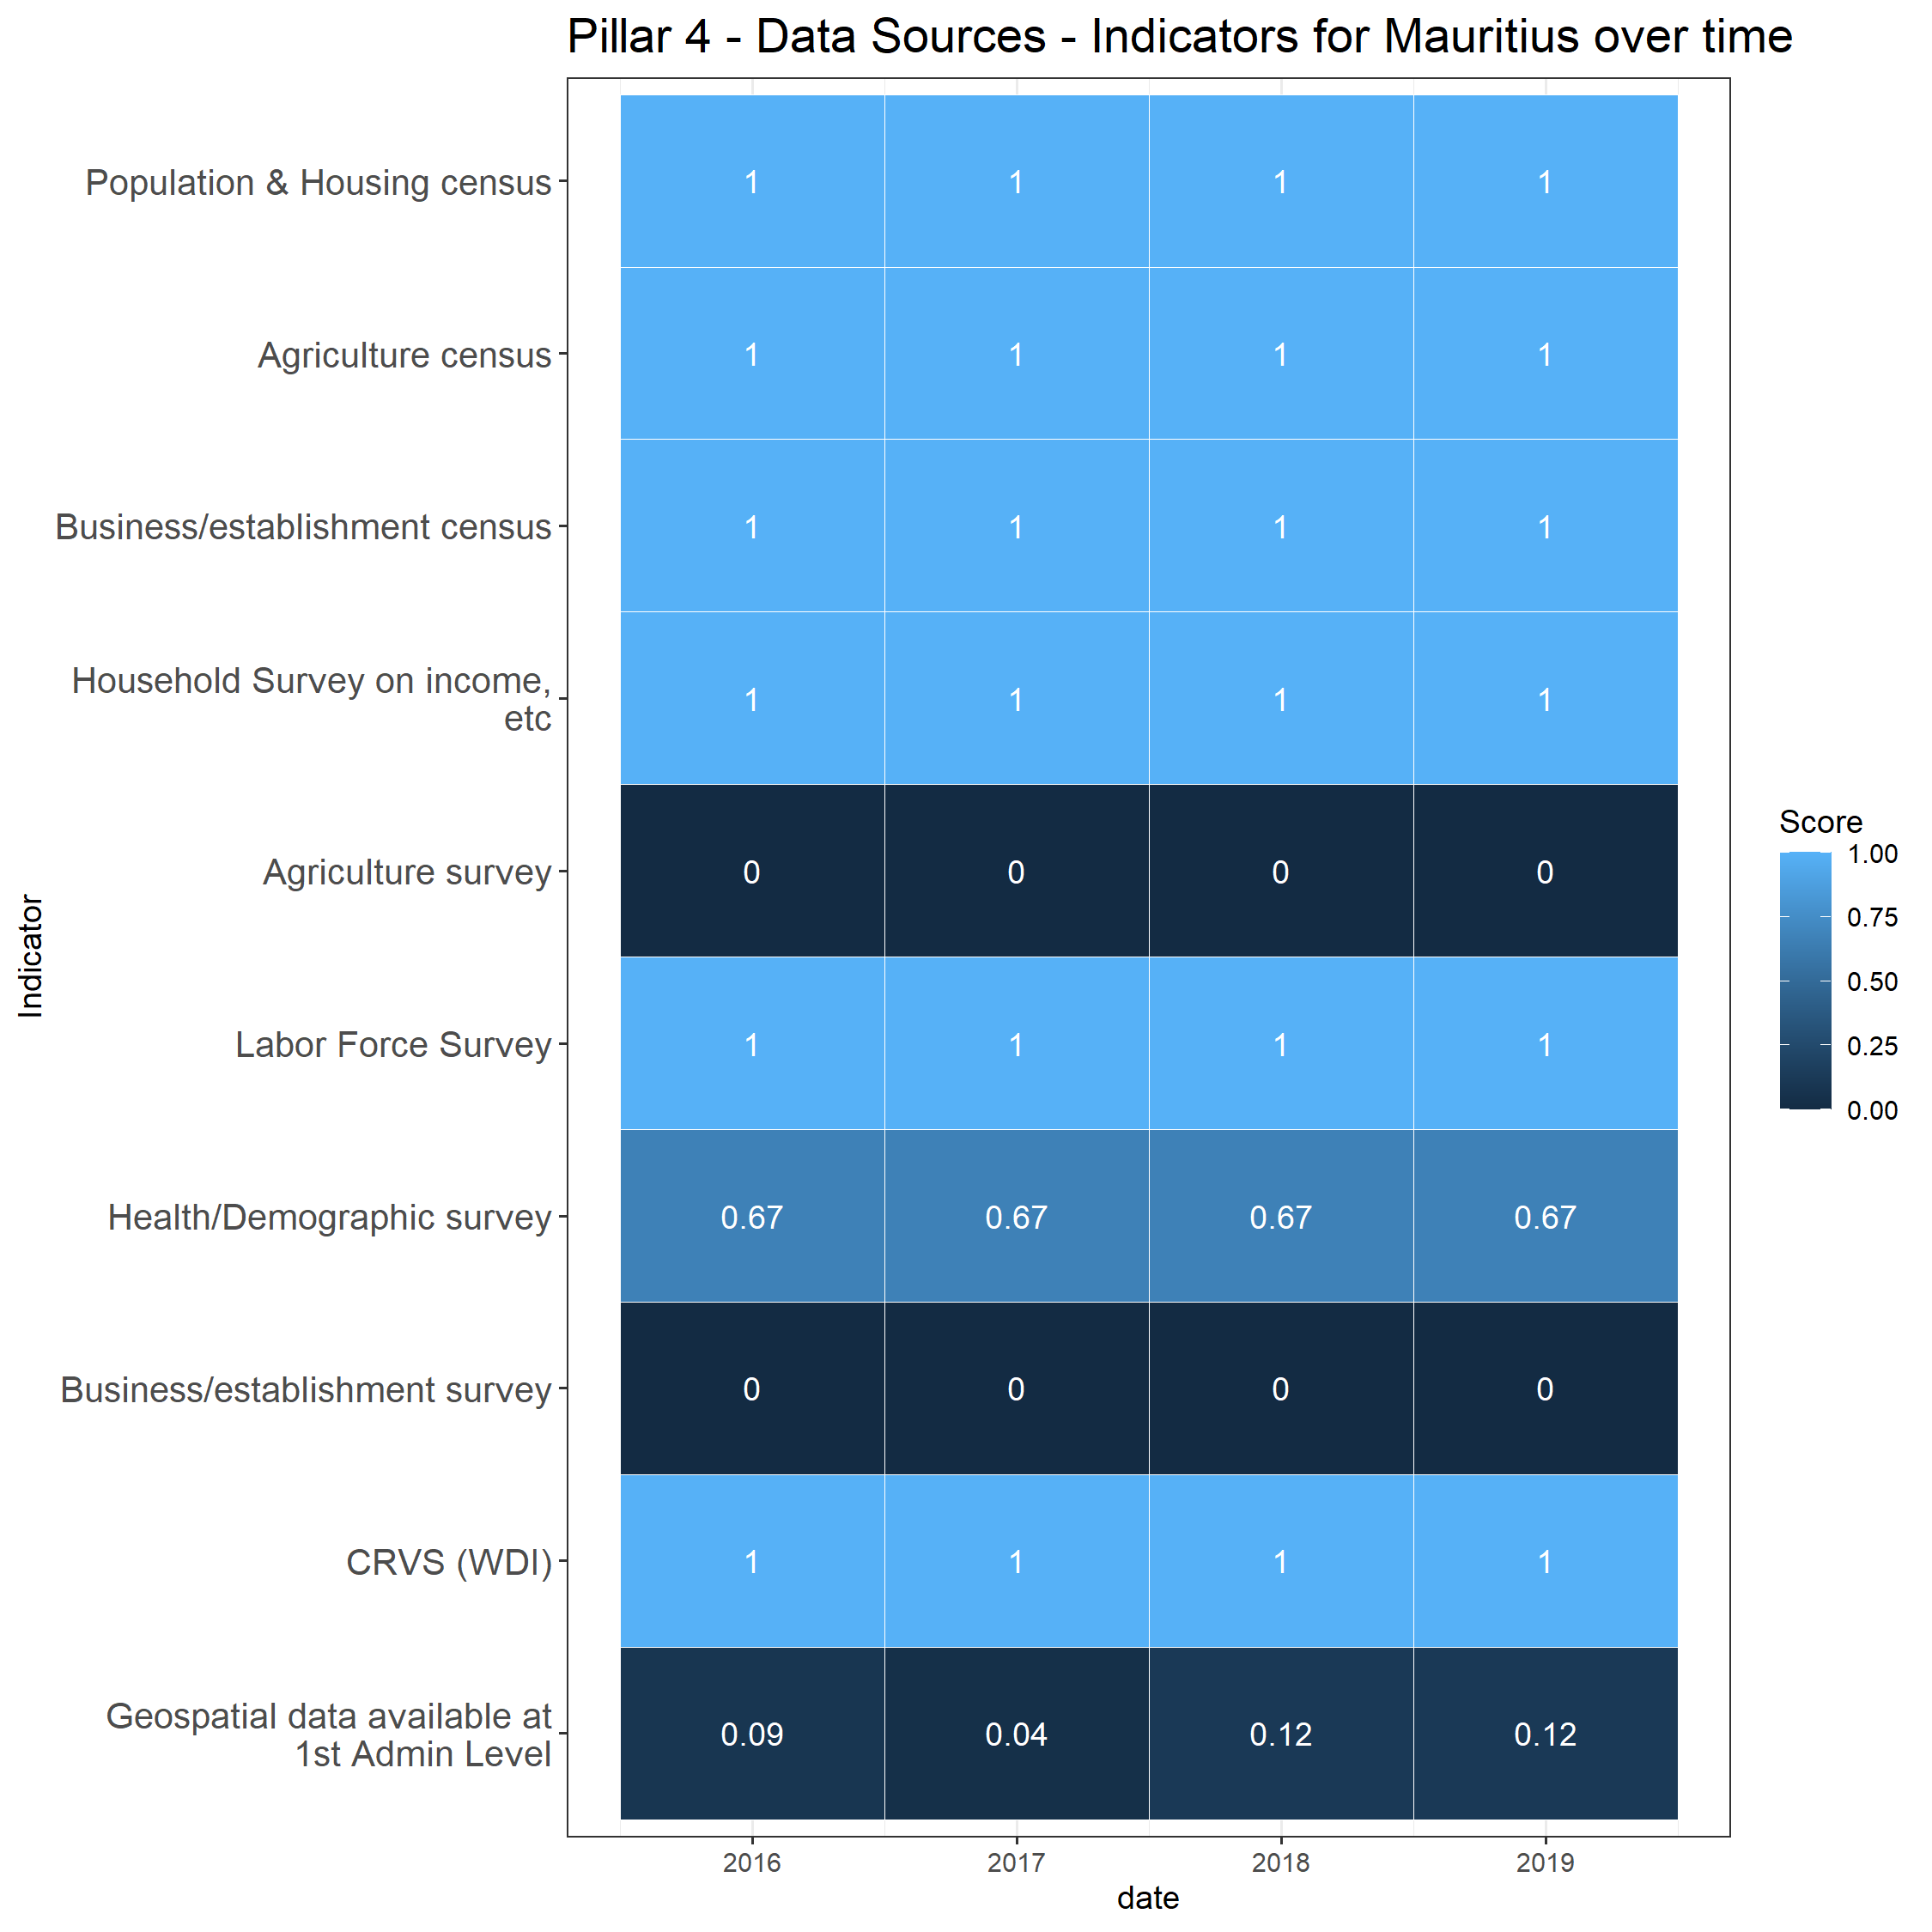 Pillar 4 - Data Sources - Indicators for Mauritius over time
Indicator
Population & Housing census 1 1 1 1
Agriculture census 1 1 1 1
Business/establishment census 1 1 1 1
Household Survey on income,
etc 1 1 1 1
Agriculture survey 0 0 0 0
Labor Force Survey 1 1 1 1
Health/Demographic survey 0.67 0.67 0.67 0.67
Business/establishment survey 0 0 0 0
CRVS (WDI) 1 1 1 1
Geospatial data available at
1st Admin Level 0.09 0.04 0.12 0.12
2016 2017 2018 2019
date
Score
1.00
0.75
0.50
0.25
0.00